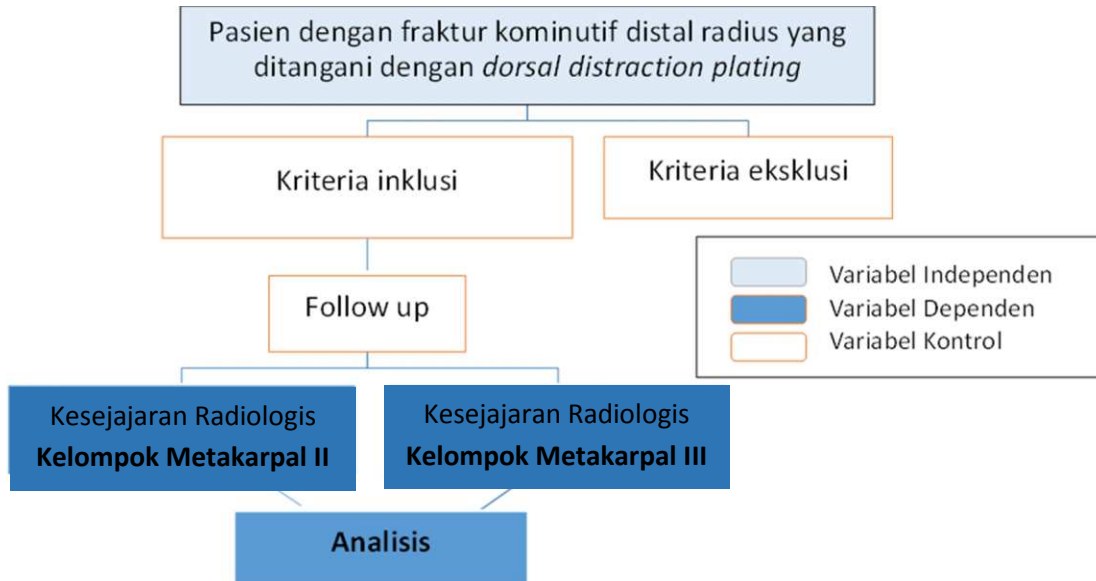 Pasien dengan fraktur kominutif distal radius yang
ditangani dengan dorsal distraction plating
Kriteria inklusi
Kriteria eksklusi
Variabel Independen
Variabel Dependen
Variabel Kontrol
Follow up
Kesejajaran Radiologis
Kelompok Metakarpal II
Kesejajaran Radiologis
Kelompok Metakarpal III
Analisis